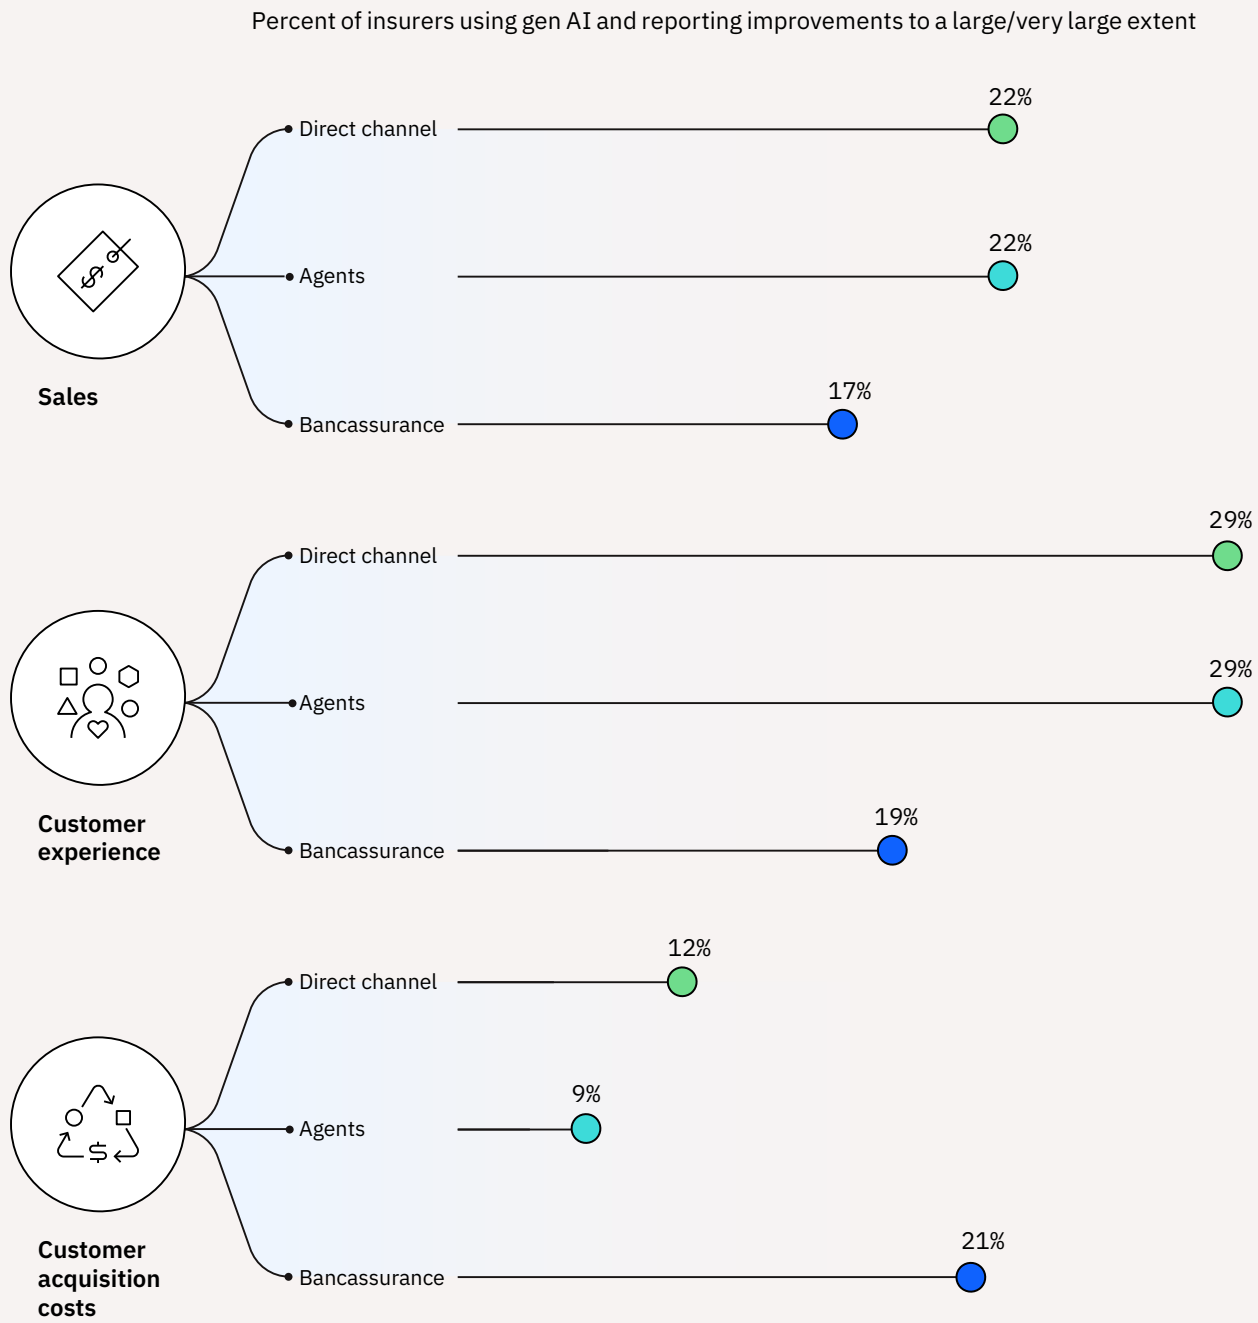 Percent of insurers using gen AI and reporting improvements to a large/very large extent
22%
Direct channel
22%
Agents
Sales
17%
Bancassurance
29%
Direct channel
29%
Agents
Customer
experience
19%
Bancassurance
12%
Direct channel
9%
Agents
Customer
acquisition
costs
21%
Bancassurance